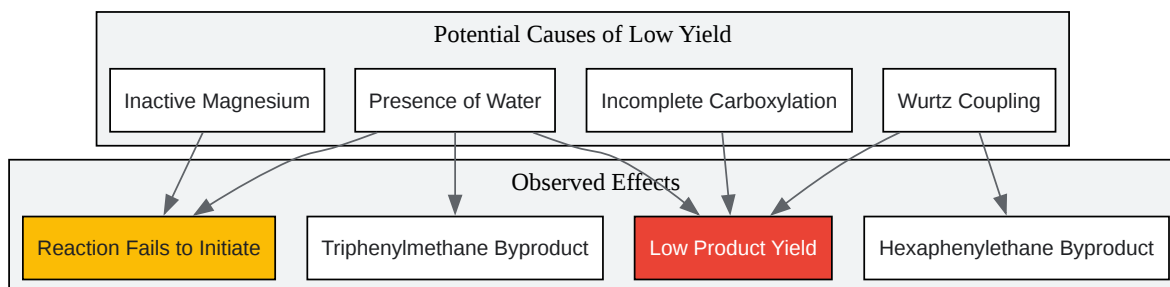 Potential Causes of Low Yield
Inactive Magnesium
Presence of Water
Incomplete Carboxylation
Wurtz Coupling
Observed Effects
Reaction Fails to Initiate
Triphenylmethane Byproduct
Low Product Yield
Hexaphenylethane Byproduct